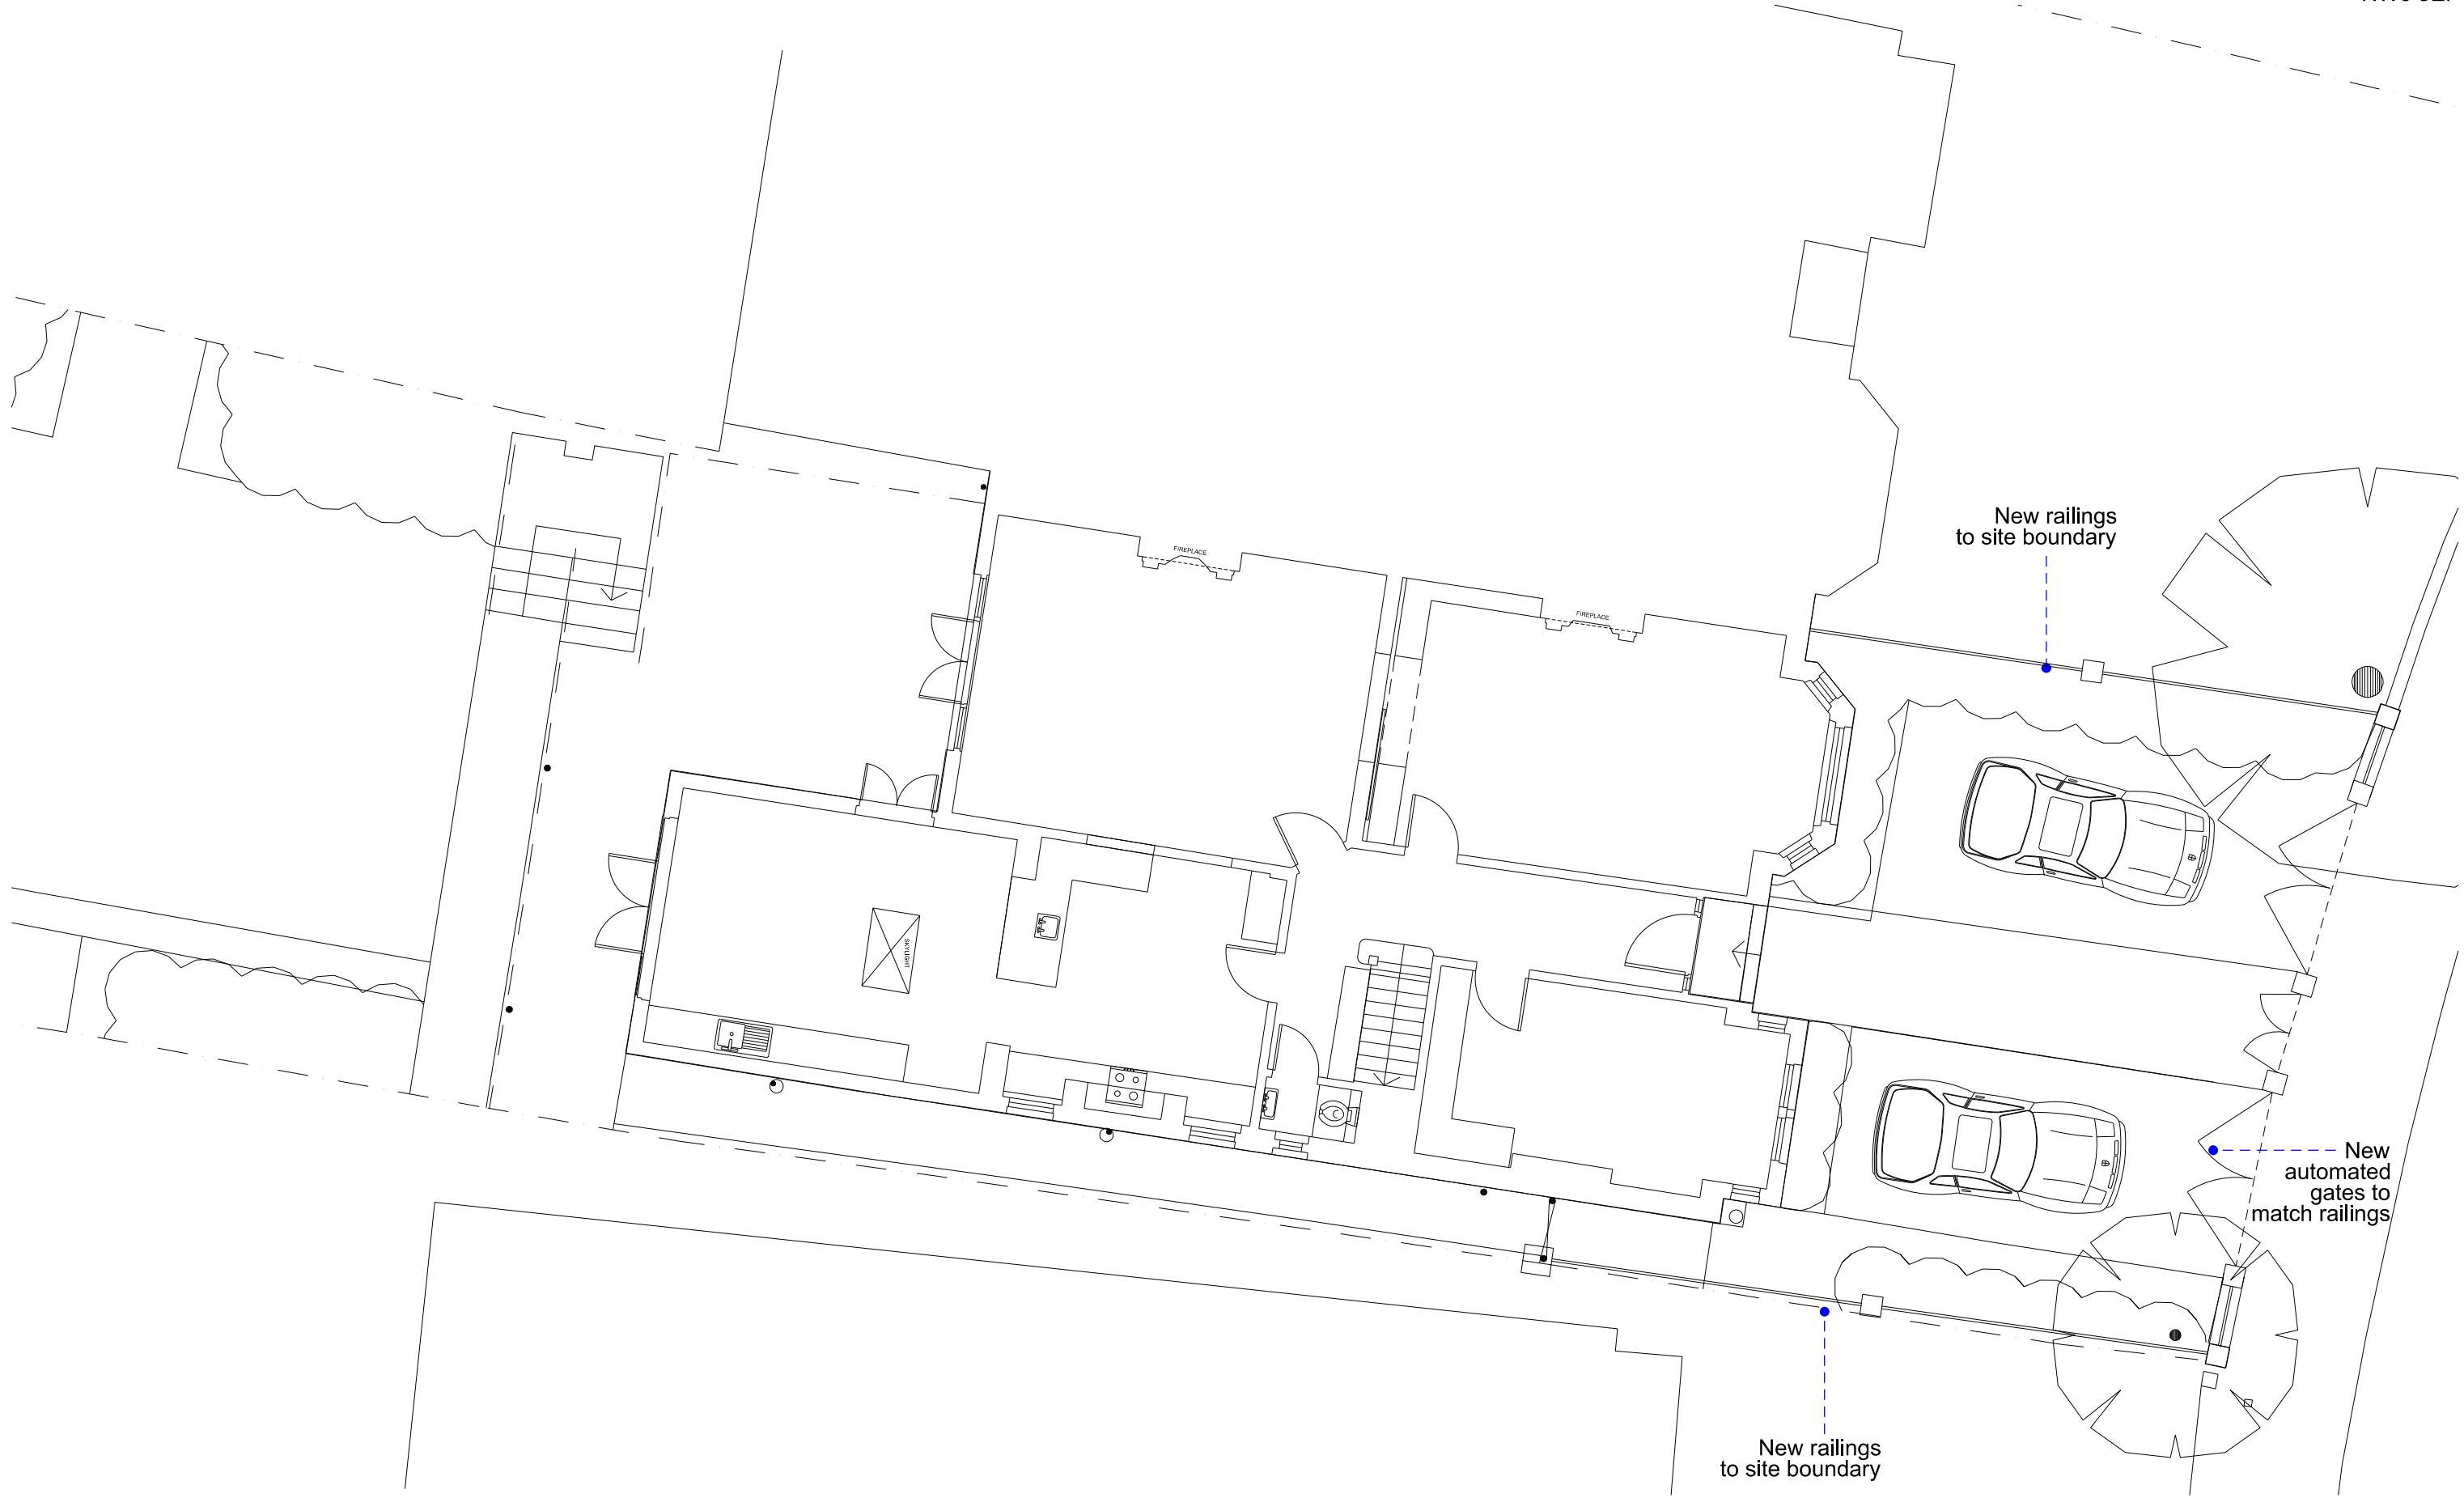 New railings
to site boundary
FIREPLACE
FIREPLACE
SKYLIGHT
New
automated
gates to
match railings
New railings
to site boundary